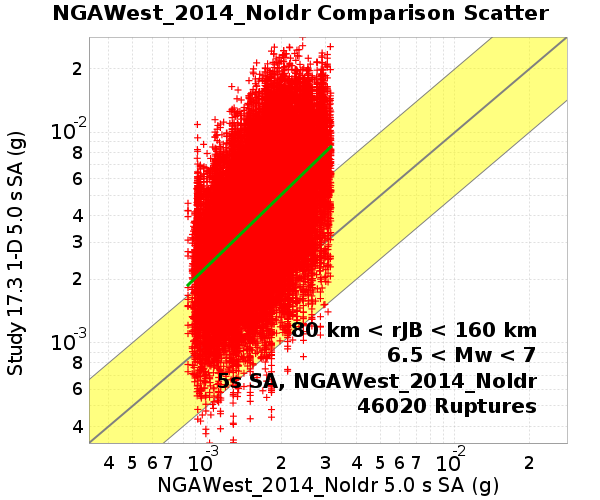 NGAWest_2014_NoIdr Comparison Scatter
Study 17.3 1-D 5.0 s SA (g)
2
10-2
8
6
4
3
2
10-3
8
6
4
80 km < rJB < 160 km
6.5 < Mw < 7
5s SA, NGAWest_2014_NoIdr
46020 Ruptures
4 5 6 7 10-3 2 3 4 5 6 7 10-2 2
NGAWest_2014_NoIdr 5.0 s SA (g)